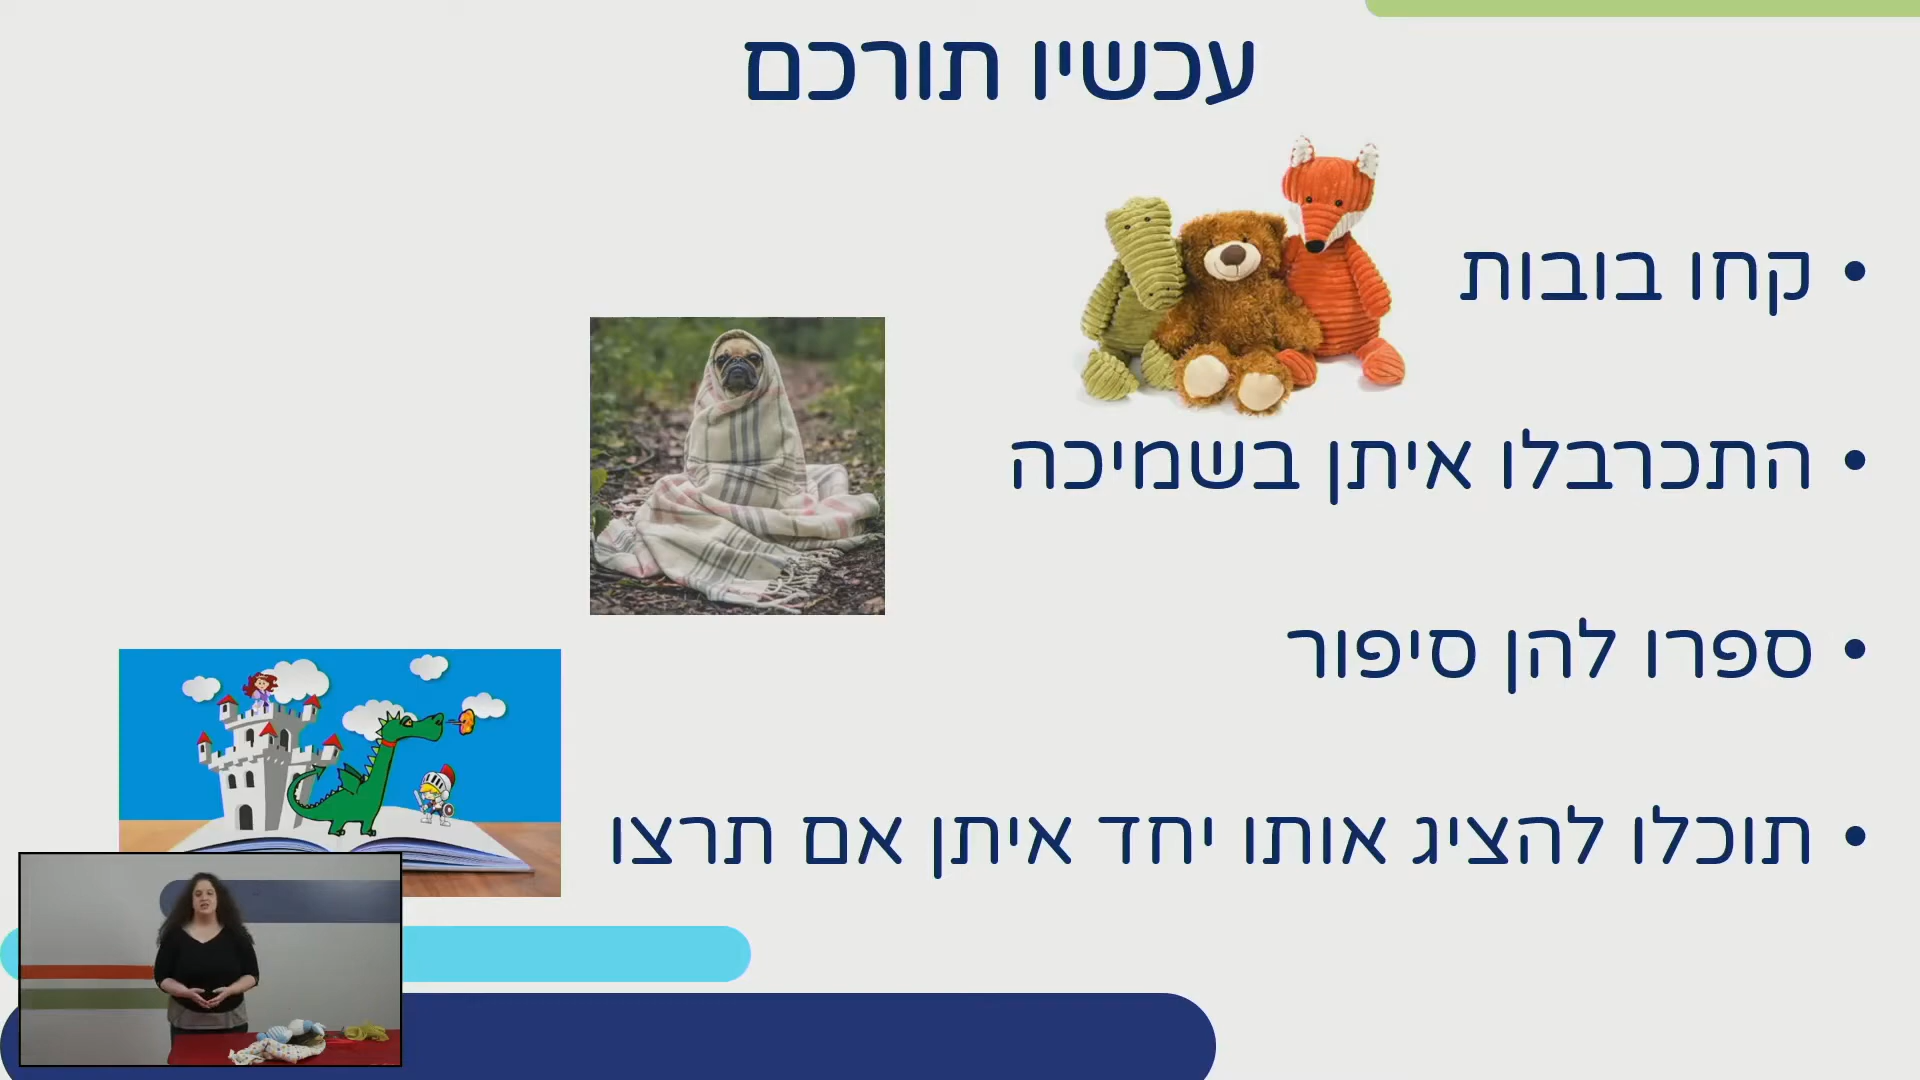 עכשיו תורכם
• קחו בובות
• התכרבלו איתן בשמיכה
• ספרו להן סיפור
• תוכלו להציג אותו יחד איתן אם תרצו